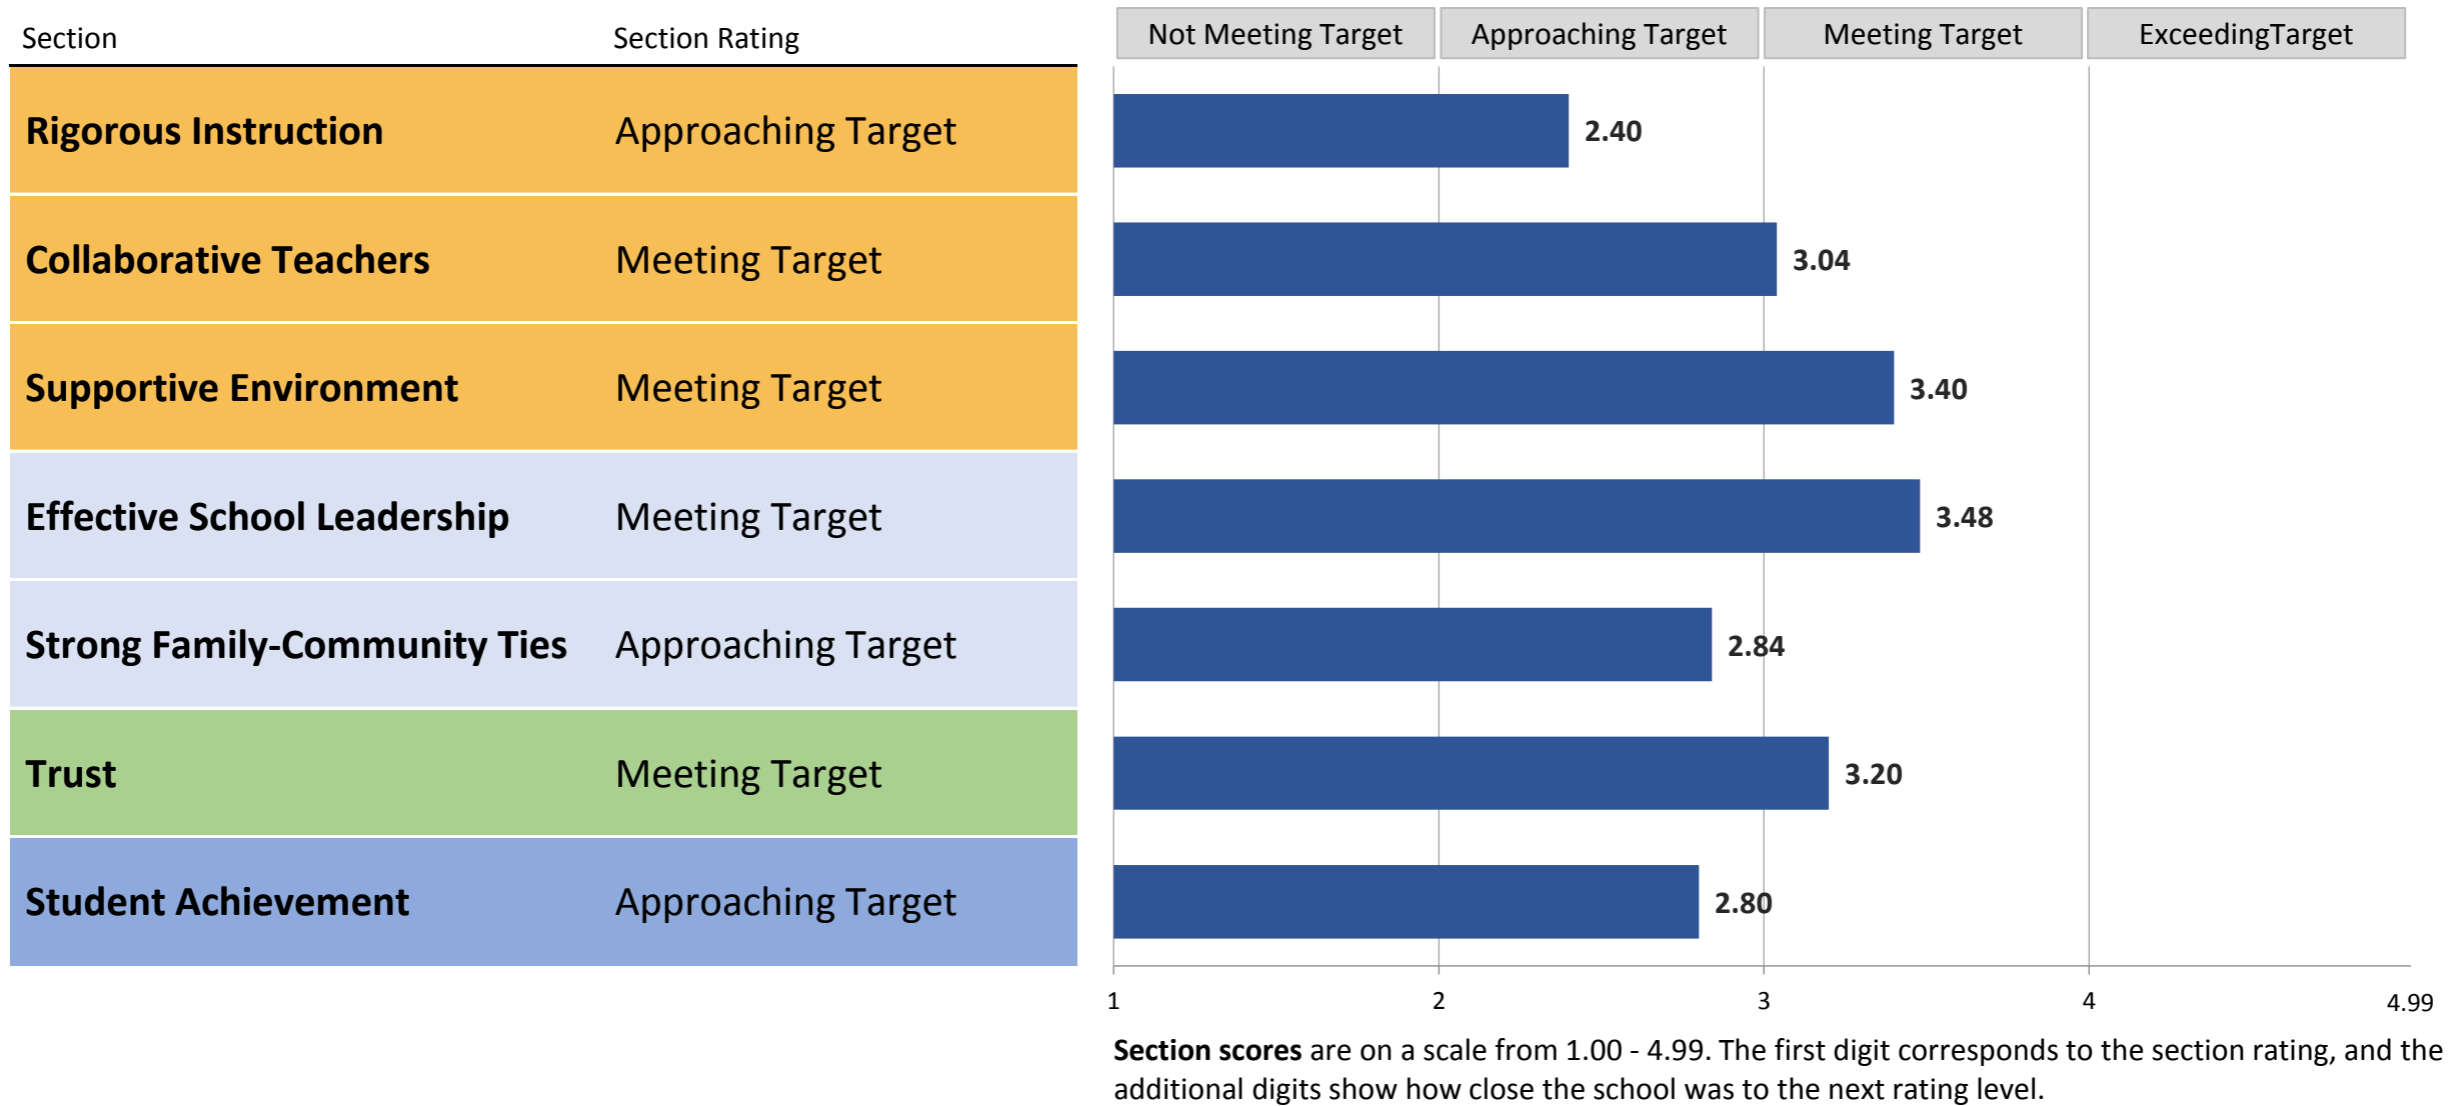 Section Section Rating Not Meeting Target Approaching Target Meeting Target ExceedingTarget
Rigorous Instruction Approaching Target 2.40
Collaborative Teachers Meeting Target 3.04
Supportive Environment Meeting Target 3.40
Effective School Leadership Meeting Target 3.48
Strong Family-Community Ties Approaching Target 2.84
Trust Meeting Target 3.20
Student Achievement Approaching Target 2.80
1 2 3 4 4.99
Section scores are on a scale from 1.00 - 4.99. The first digit corresponds to the section rating, and the
additional digits show how close the school was to the next rating level.